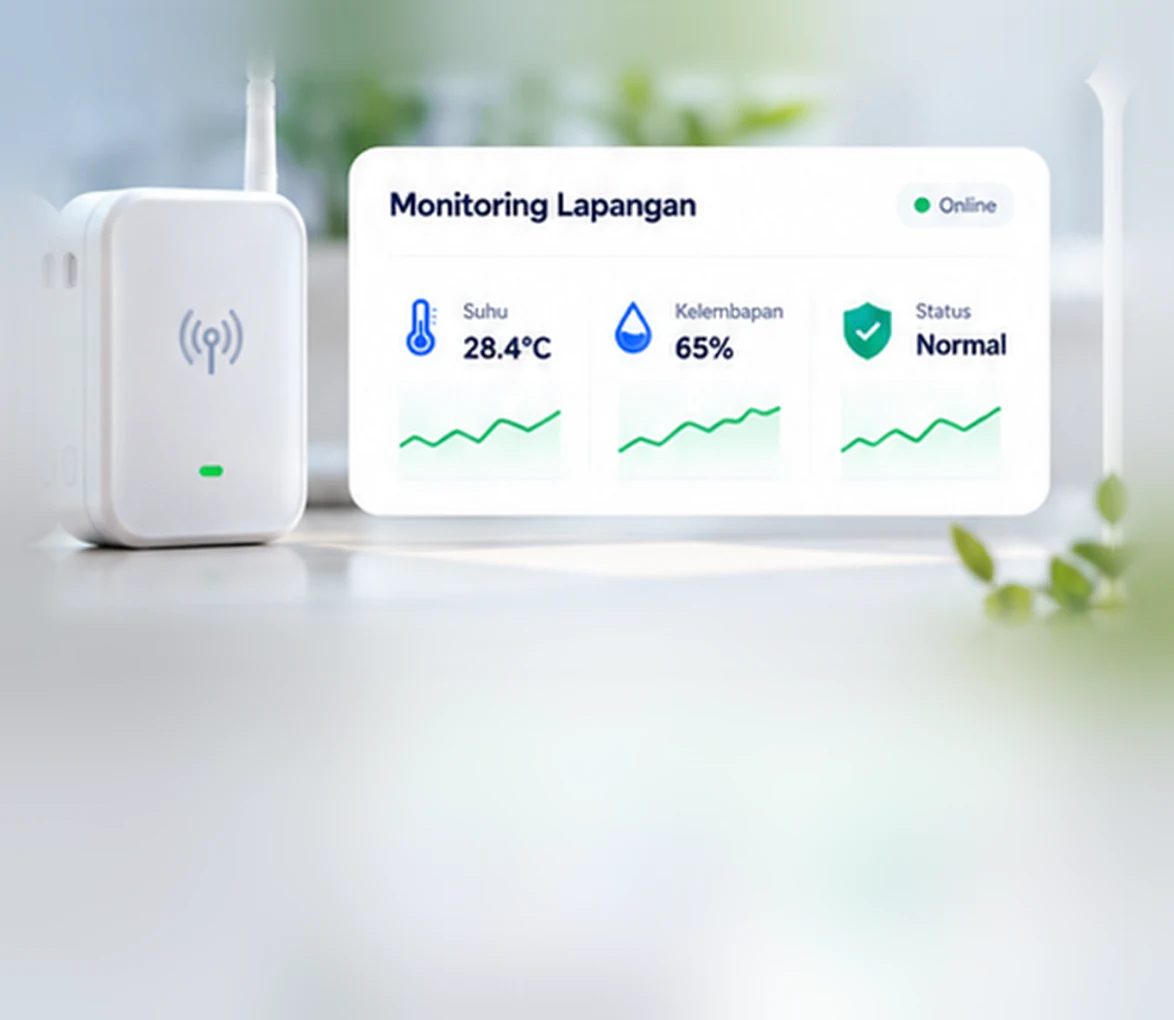 Monitoring Lapangan
Online
Suhu
28.4°C
Kelembapan
65%
Status
Normal